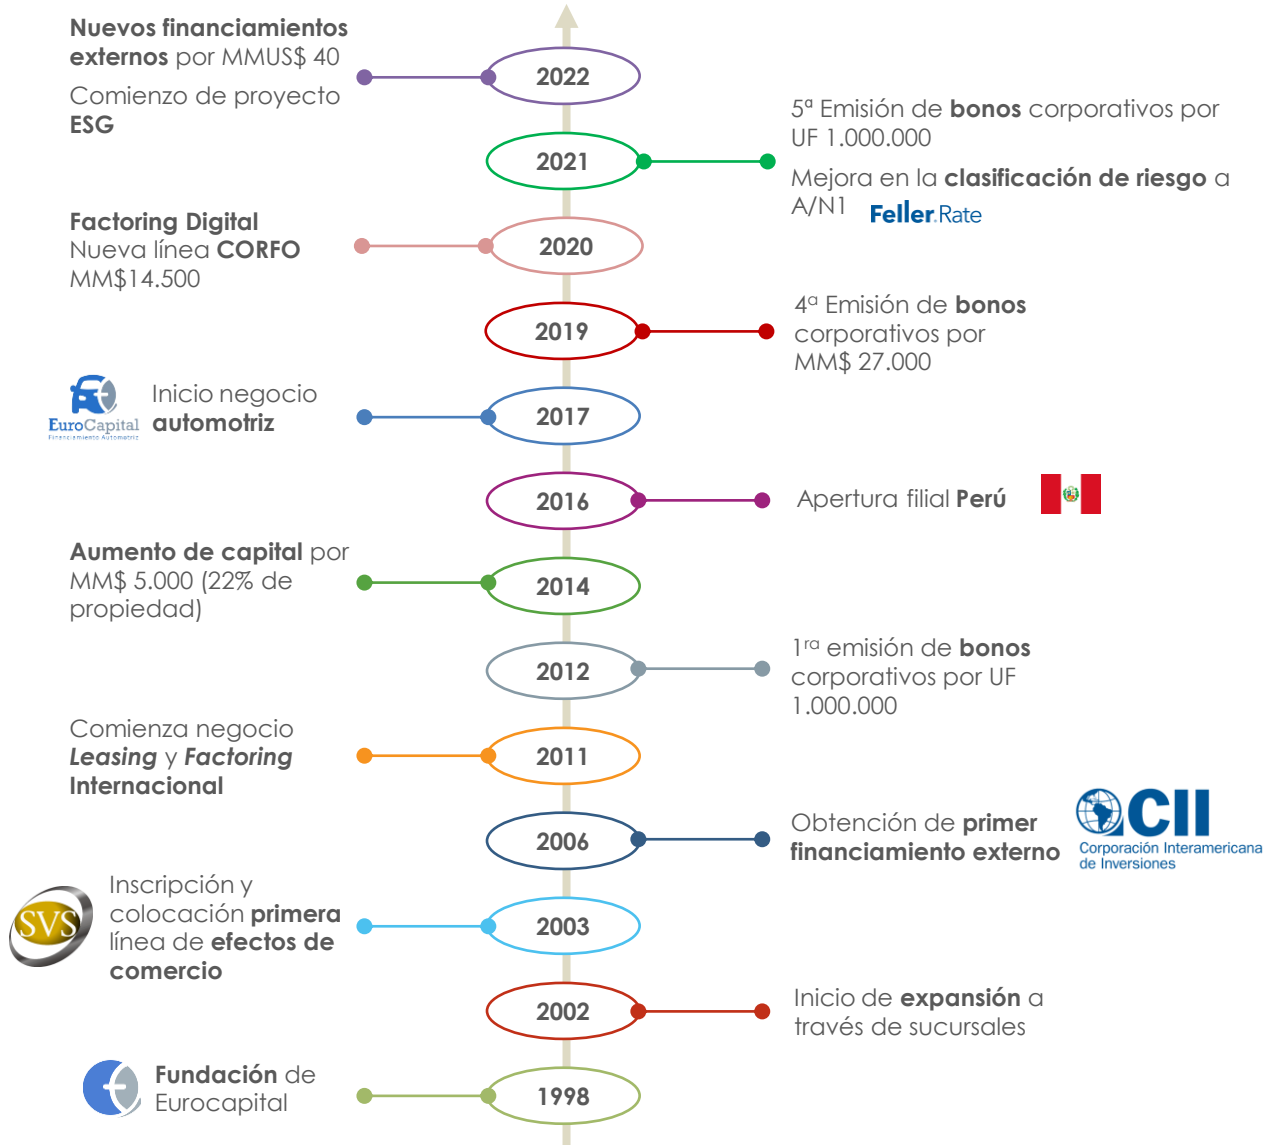 Nuevos financiamientos
externos por MMUS$ 40
Comienzo de proyecto
ESG
2022
5ª Emisión de bonos corporativos por
UF 1.000.000
Mejora en la clasificación de riesgo a
A/N1
Feller.Rate
2021
Factoring Digital
Nueva línea CORFO
MM$14.500
2020
4ª Emisión de bonos
corporativos por
MM$ 27.000
2019
EuroCapital
Financiamiento Automotriz
Inicio negocio
automotriz
2017
Apertura filial Perú
2016
Aumento de capital por
MM$ 5.000 (22% de
propiedad)
2014
1ra emisión de bonos
corporativos por UF
1.000.000
2012
Comienza negocio
Leasing y Factoring
Internacional
2011
Obtención de primer
financiamiento externo
CII
Corporación Interamericana
de Inversiones
2006
SVS
Inscripción y
colocación primera
línea de efectos de
comercio
2003
Inicio de expansión a
través de sucursales
2002
Fundación de
Eurocapital
1998